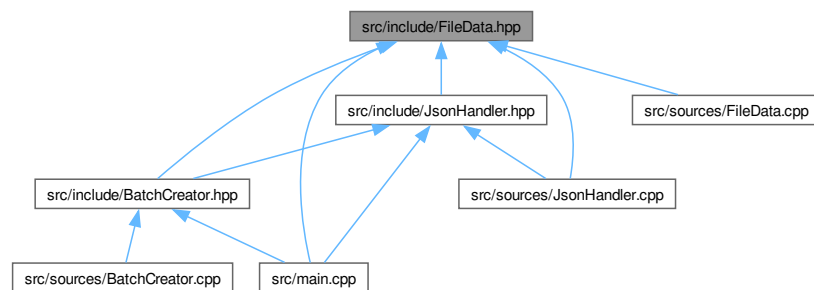 src/include/FileData.hpp
src/include/JsonHandler.hpp
src/sources/FileData.cpp
src/include/BatchCreator.hpp
src/sources/JsonHandler.cpp
src/sources/BatchCreator.cpp
src/main.cpp